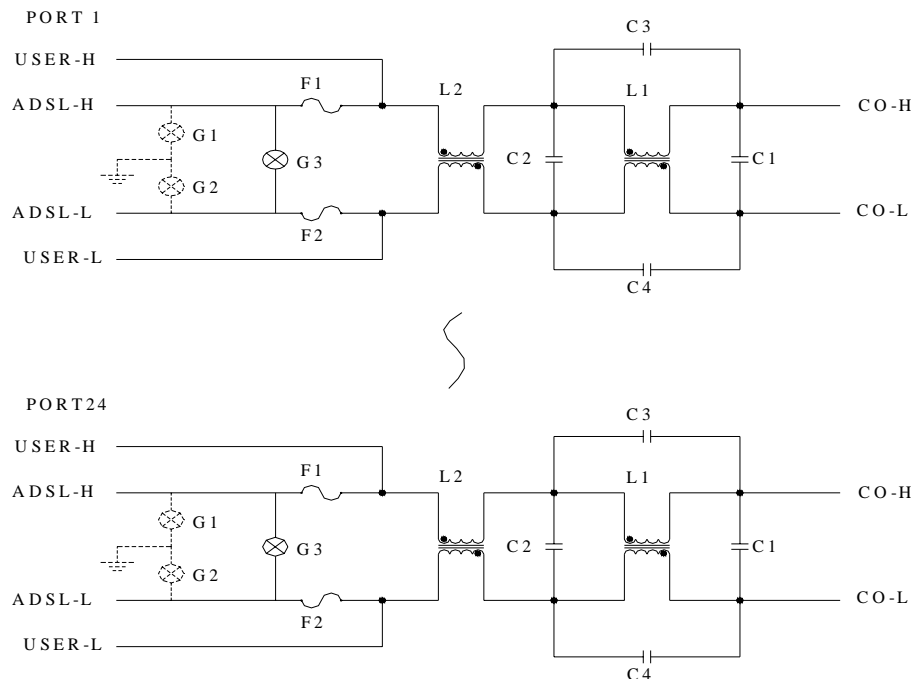 PORT 1
C3
USER-H
F1
L2
L1
ADSL-H
CO-H
G1
G3
C2
C1
G2
ADSL-L
CO-L
F2
USER-L
C4
PORT24
C3
USER-H
F1
L2
L1
ADSL-H
CO-H
G1
G3
C2
C1
G2
ADSL-L
CO-L
F2
USER-L
C4